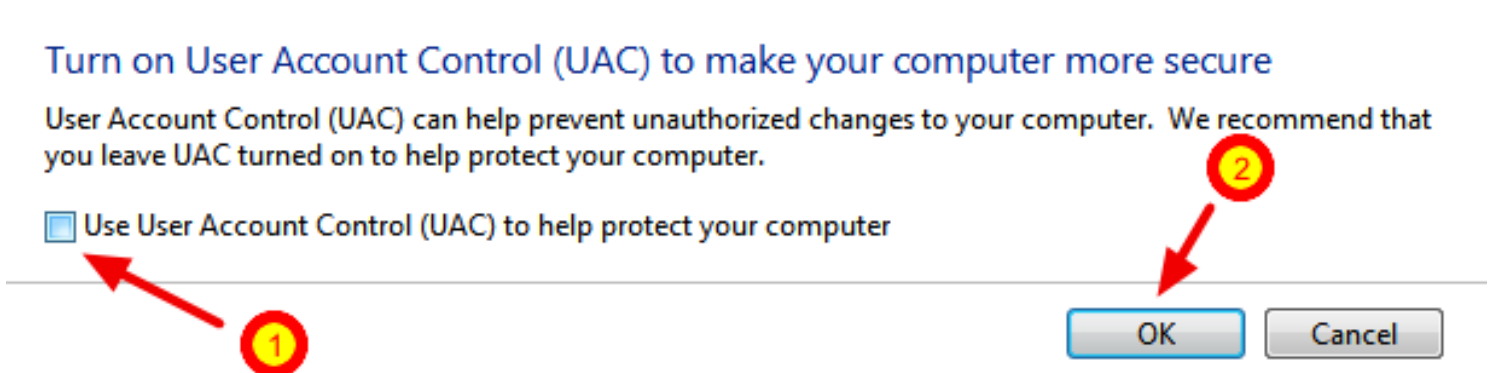 Turn on User Account Control (UAC) to make your computer more secure
User Account Control (UAC) can help prevent unauthorized changes to your computer.  We recommend that
you leave UAC turned on to help protect your computer.
2
Use User Account Control (UAC) to help protect your computer
1
OK
Cancel